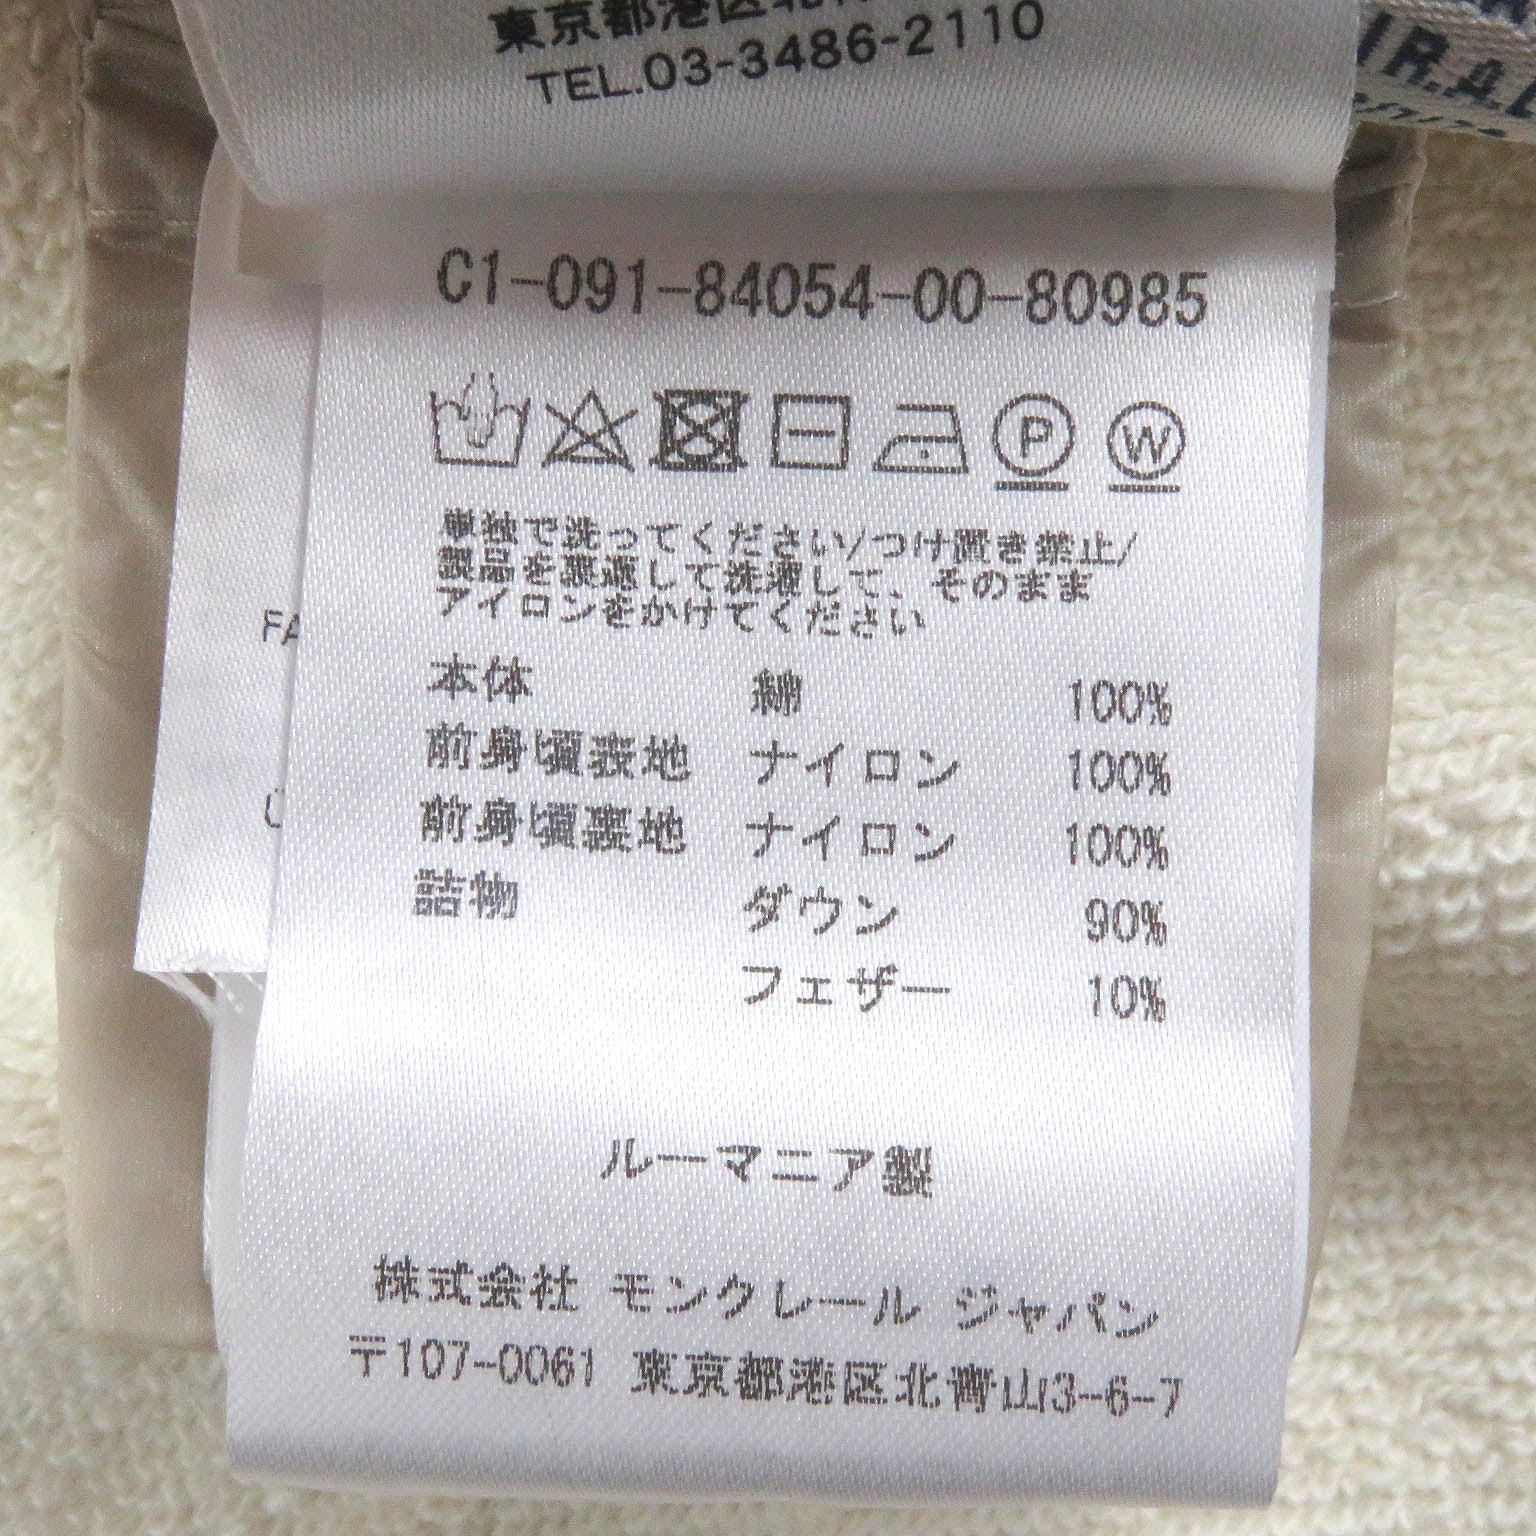 東京都港区北
TEL.03-3486-2110
C1-091-84054-00-80985
P W
単独で洗ってください/つけ置き禁止/
製品を裏返して洗濯して、そのまま
アイロンをかけてください
本体 綿 100%
前身頃表地 ナイロン 100%
前身頃裏地 ナイロン 100%
詰物 ダウン 90%
フェザー 10%
ルーマニア製
株式会社 モンクレール ジャパン
〒107-0061 東京都港区北青山3-6-7
FA